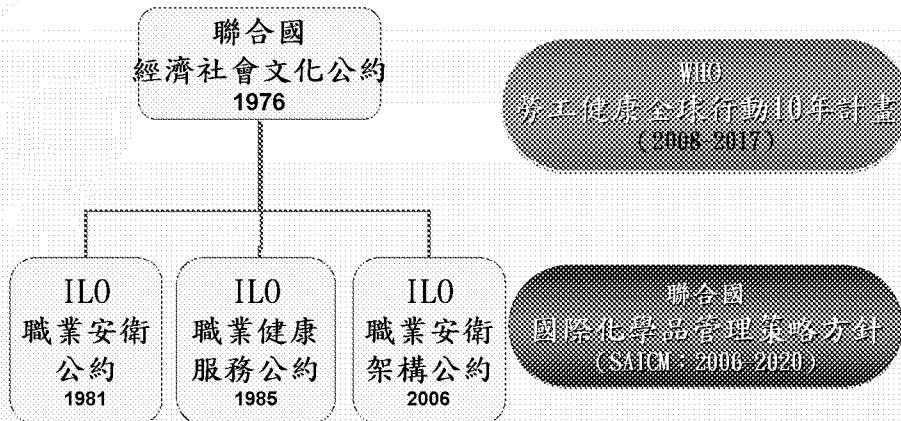 聯合國
經濟社會文化公約
1976
WHO
勞工健康全球行動10年計畫
(2008-2017)
ILO
職業安衛
公約
1981
ILO
職業健康
服務公約
1985
ILO
職業安衛
架構公約
2006
聯合國
國際化學品管理策略方針
(SAICM，2006-2020)